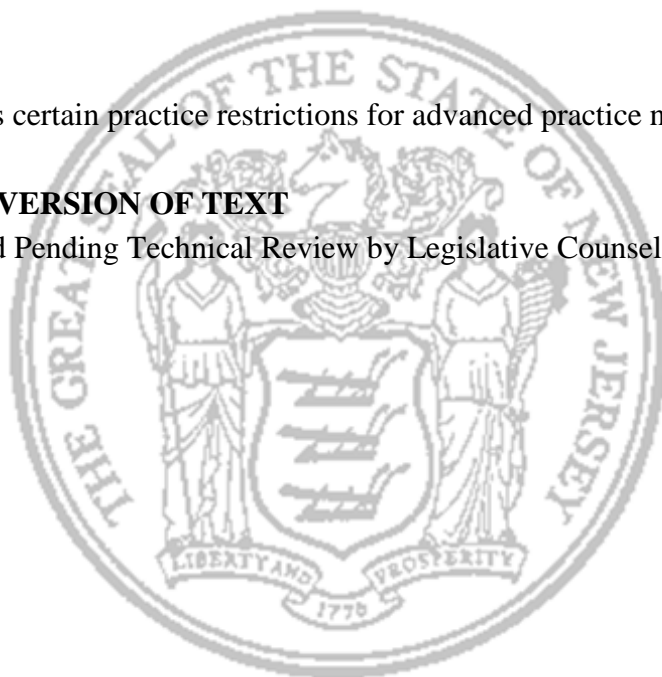 THE GREAT SEAL OF THE STATE OF NEW JERSEY
s certain practice restrictions for advanced practice n
VERSION OF TEXT
d Pending Technical Review by Legislative Counsel
LIBERTY AND PROSPERITY
1776